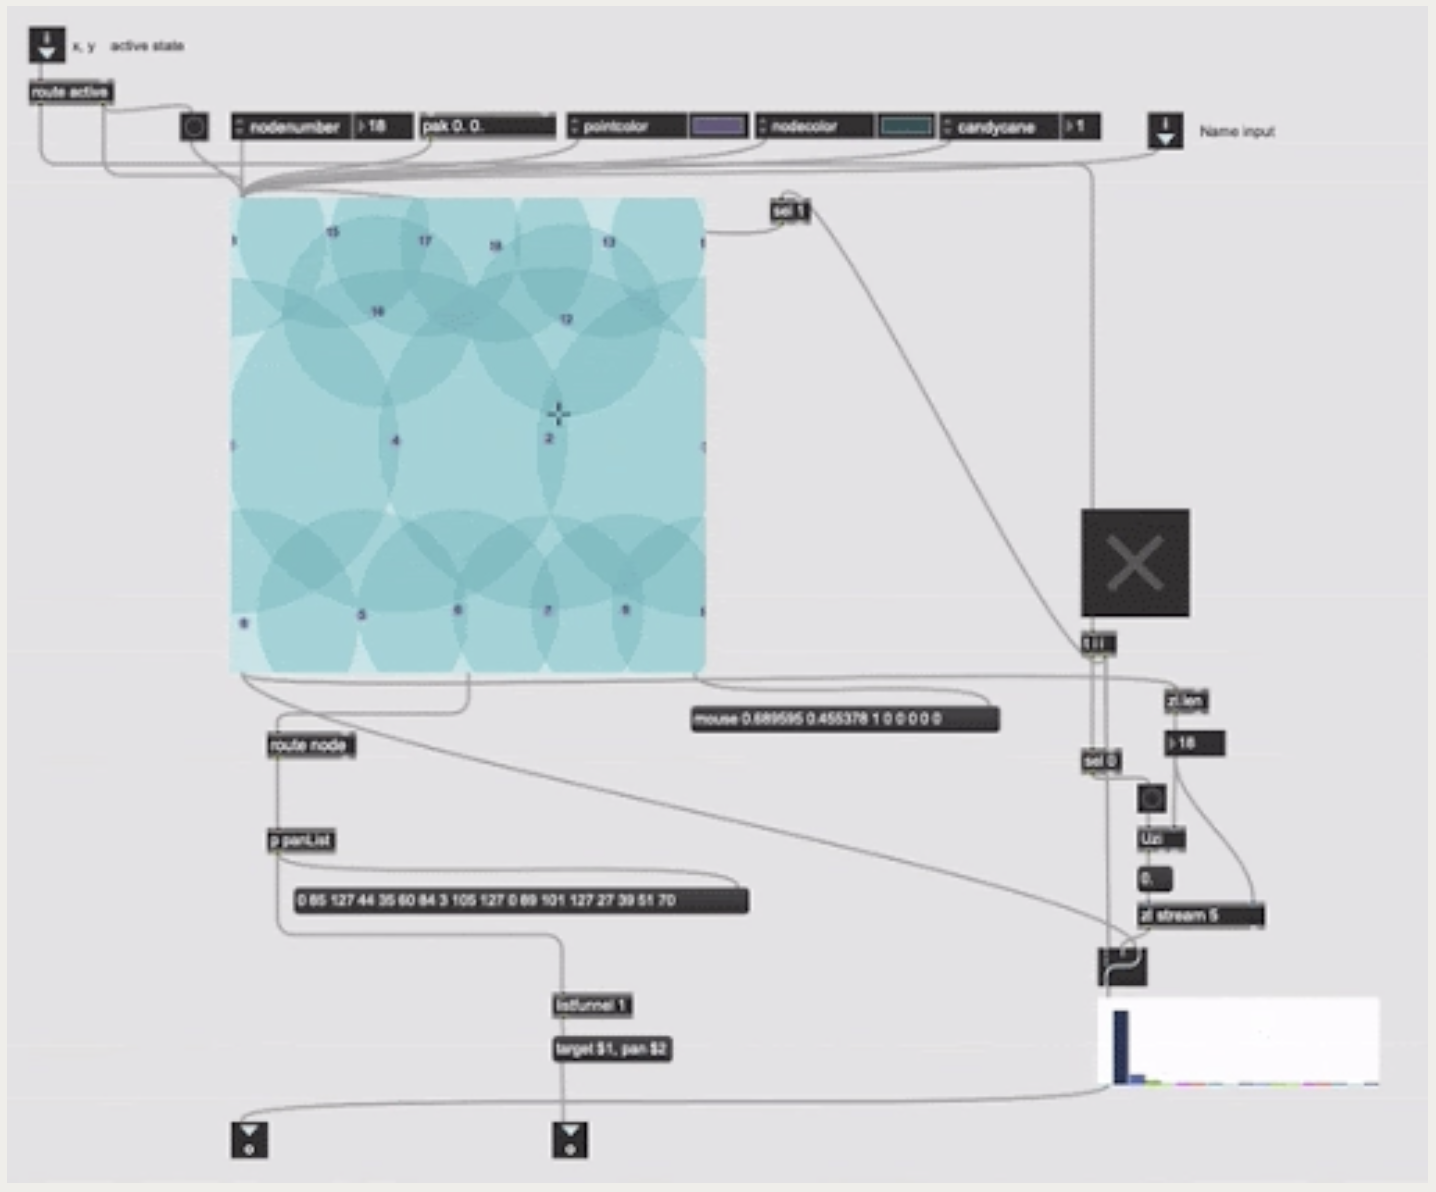 x, y active state
route active
nodenumber 18
pak 0. 0.
pointcolor
nodecolor
candycane 1
Name input
sel 1
15
17
18
13
16
12
4
2
5
6
7
8
t i i
mouse 0.689595 0.455378 1 0 0 0 0 0
zl.len
18
route node
sel 0
Uzi
p panList
0.
0 85 127 44 35 60 84 3 105 127 0 89 101 127 27 39 51 70
zl stream 5
listfunnel 1
target $1, pan $2